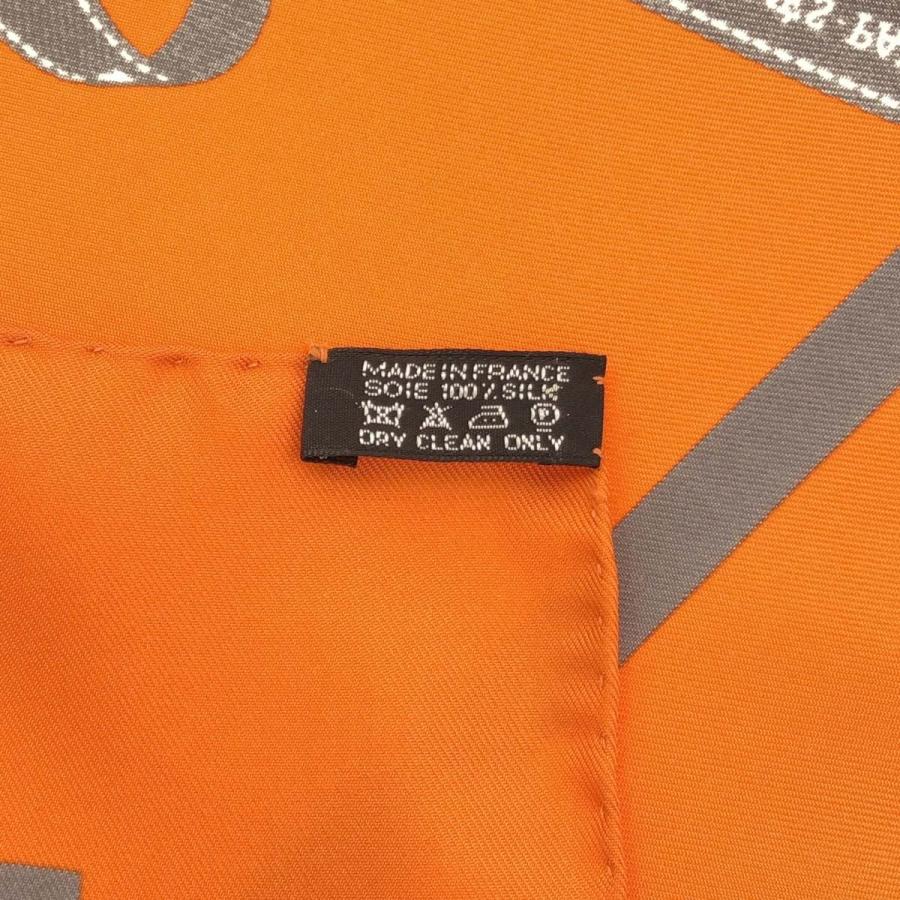 MADE IN FRANCE
SOIE 100% SILK
P
DRY CLEAN ONLY